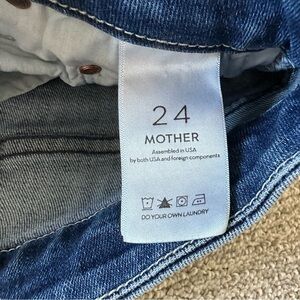 24
MOTHER
Assembled in USA
by both USA and foreign components
DO YOUR OWN LAUNDRY